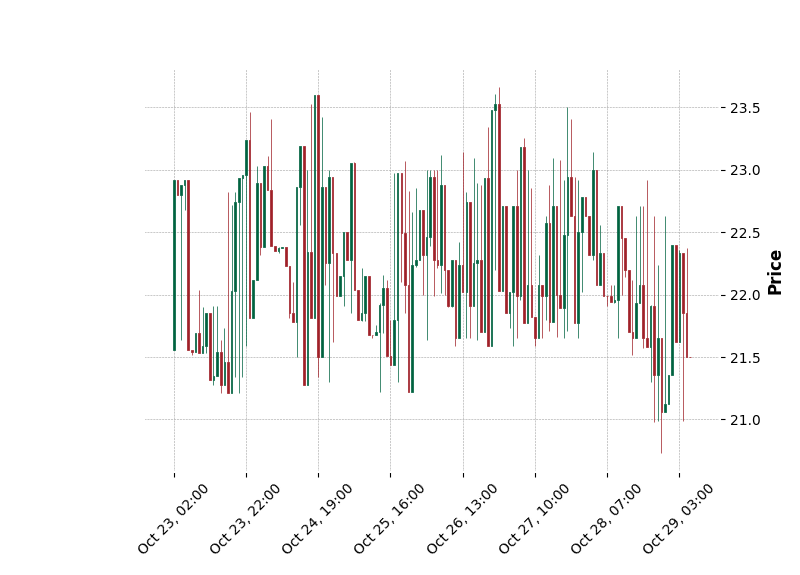 23.5
23.0
22.5
22.0
21.5
21.0
Price
Oct 23, 02:00
Oct 23, 22:00
Oct 24, 19:00
Oct 25, 16:00
Oct 26, 13:00
Oct 27, 10:00
Oct 28, 07:00
Oct 29, 03:00